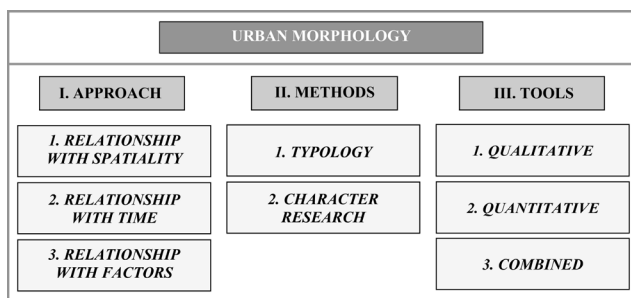 URBAN MORPHOLOGY
I. APPROACH
1. RELATIONSHIP
WITH SPATIALITY
2. RELATIONSHIP
WITH TIME
3. RELATIONSHIP
WITH FACTORS
II. METHODS
1. TYPOLOGY
2. CHARACTER
RESEARCH
III. TOOLS
1. QUALITATIVE
2. QUANTITATIVE
3. COMBINED